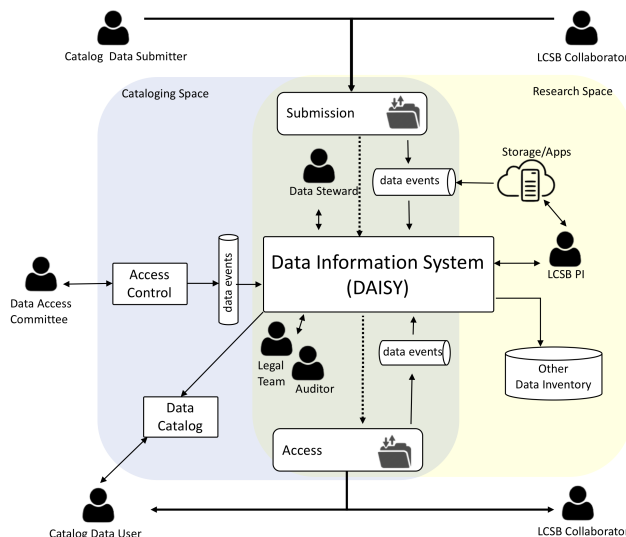 Catalog Data Submitter
LCSB Collaborator
Cataloging Space
Research Space
Submission
Storage/Apps
Data Steward
data events
Data Information System
(DAISY)
LCSB PI
Access
Control
data events
Data Access
Committee
Legal
Team
Auditor
data events
Other
Data Inventory
Data
Catalog
Access
Catalog Data User
LCSB Collaborator